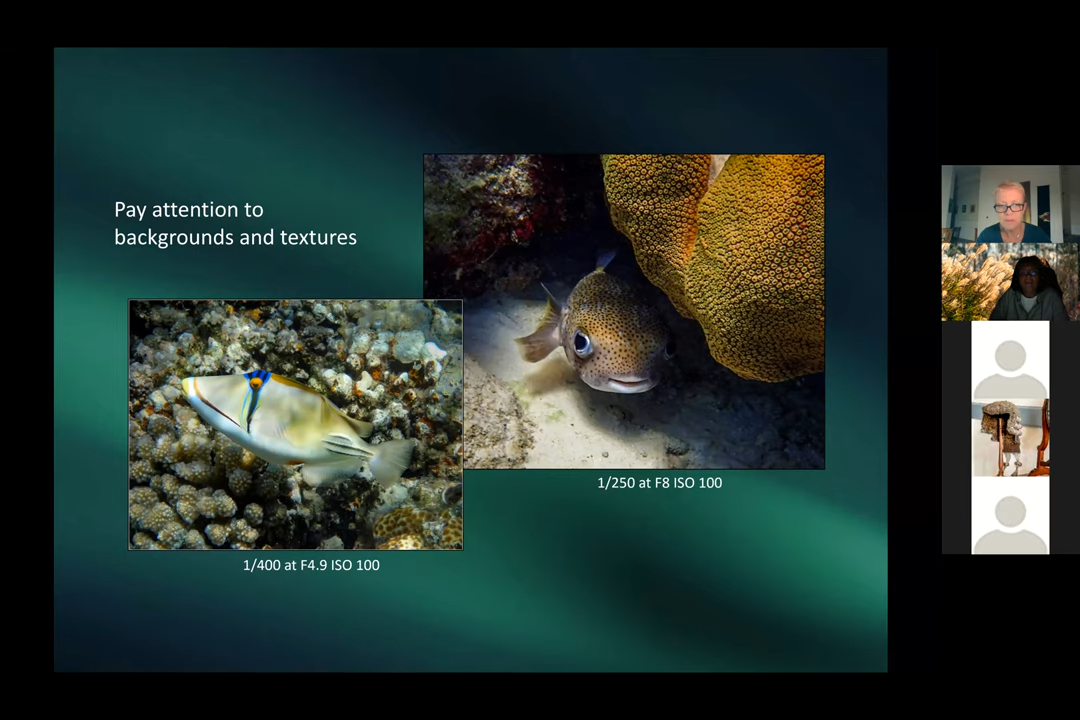 Pay attention to
backgrounds and textures
1/250 at F8 ISO 100
1/400 at F4.9 ISO 100